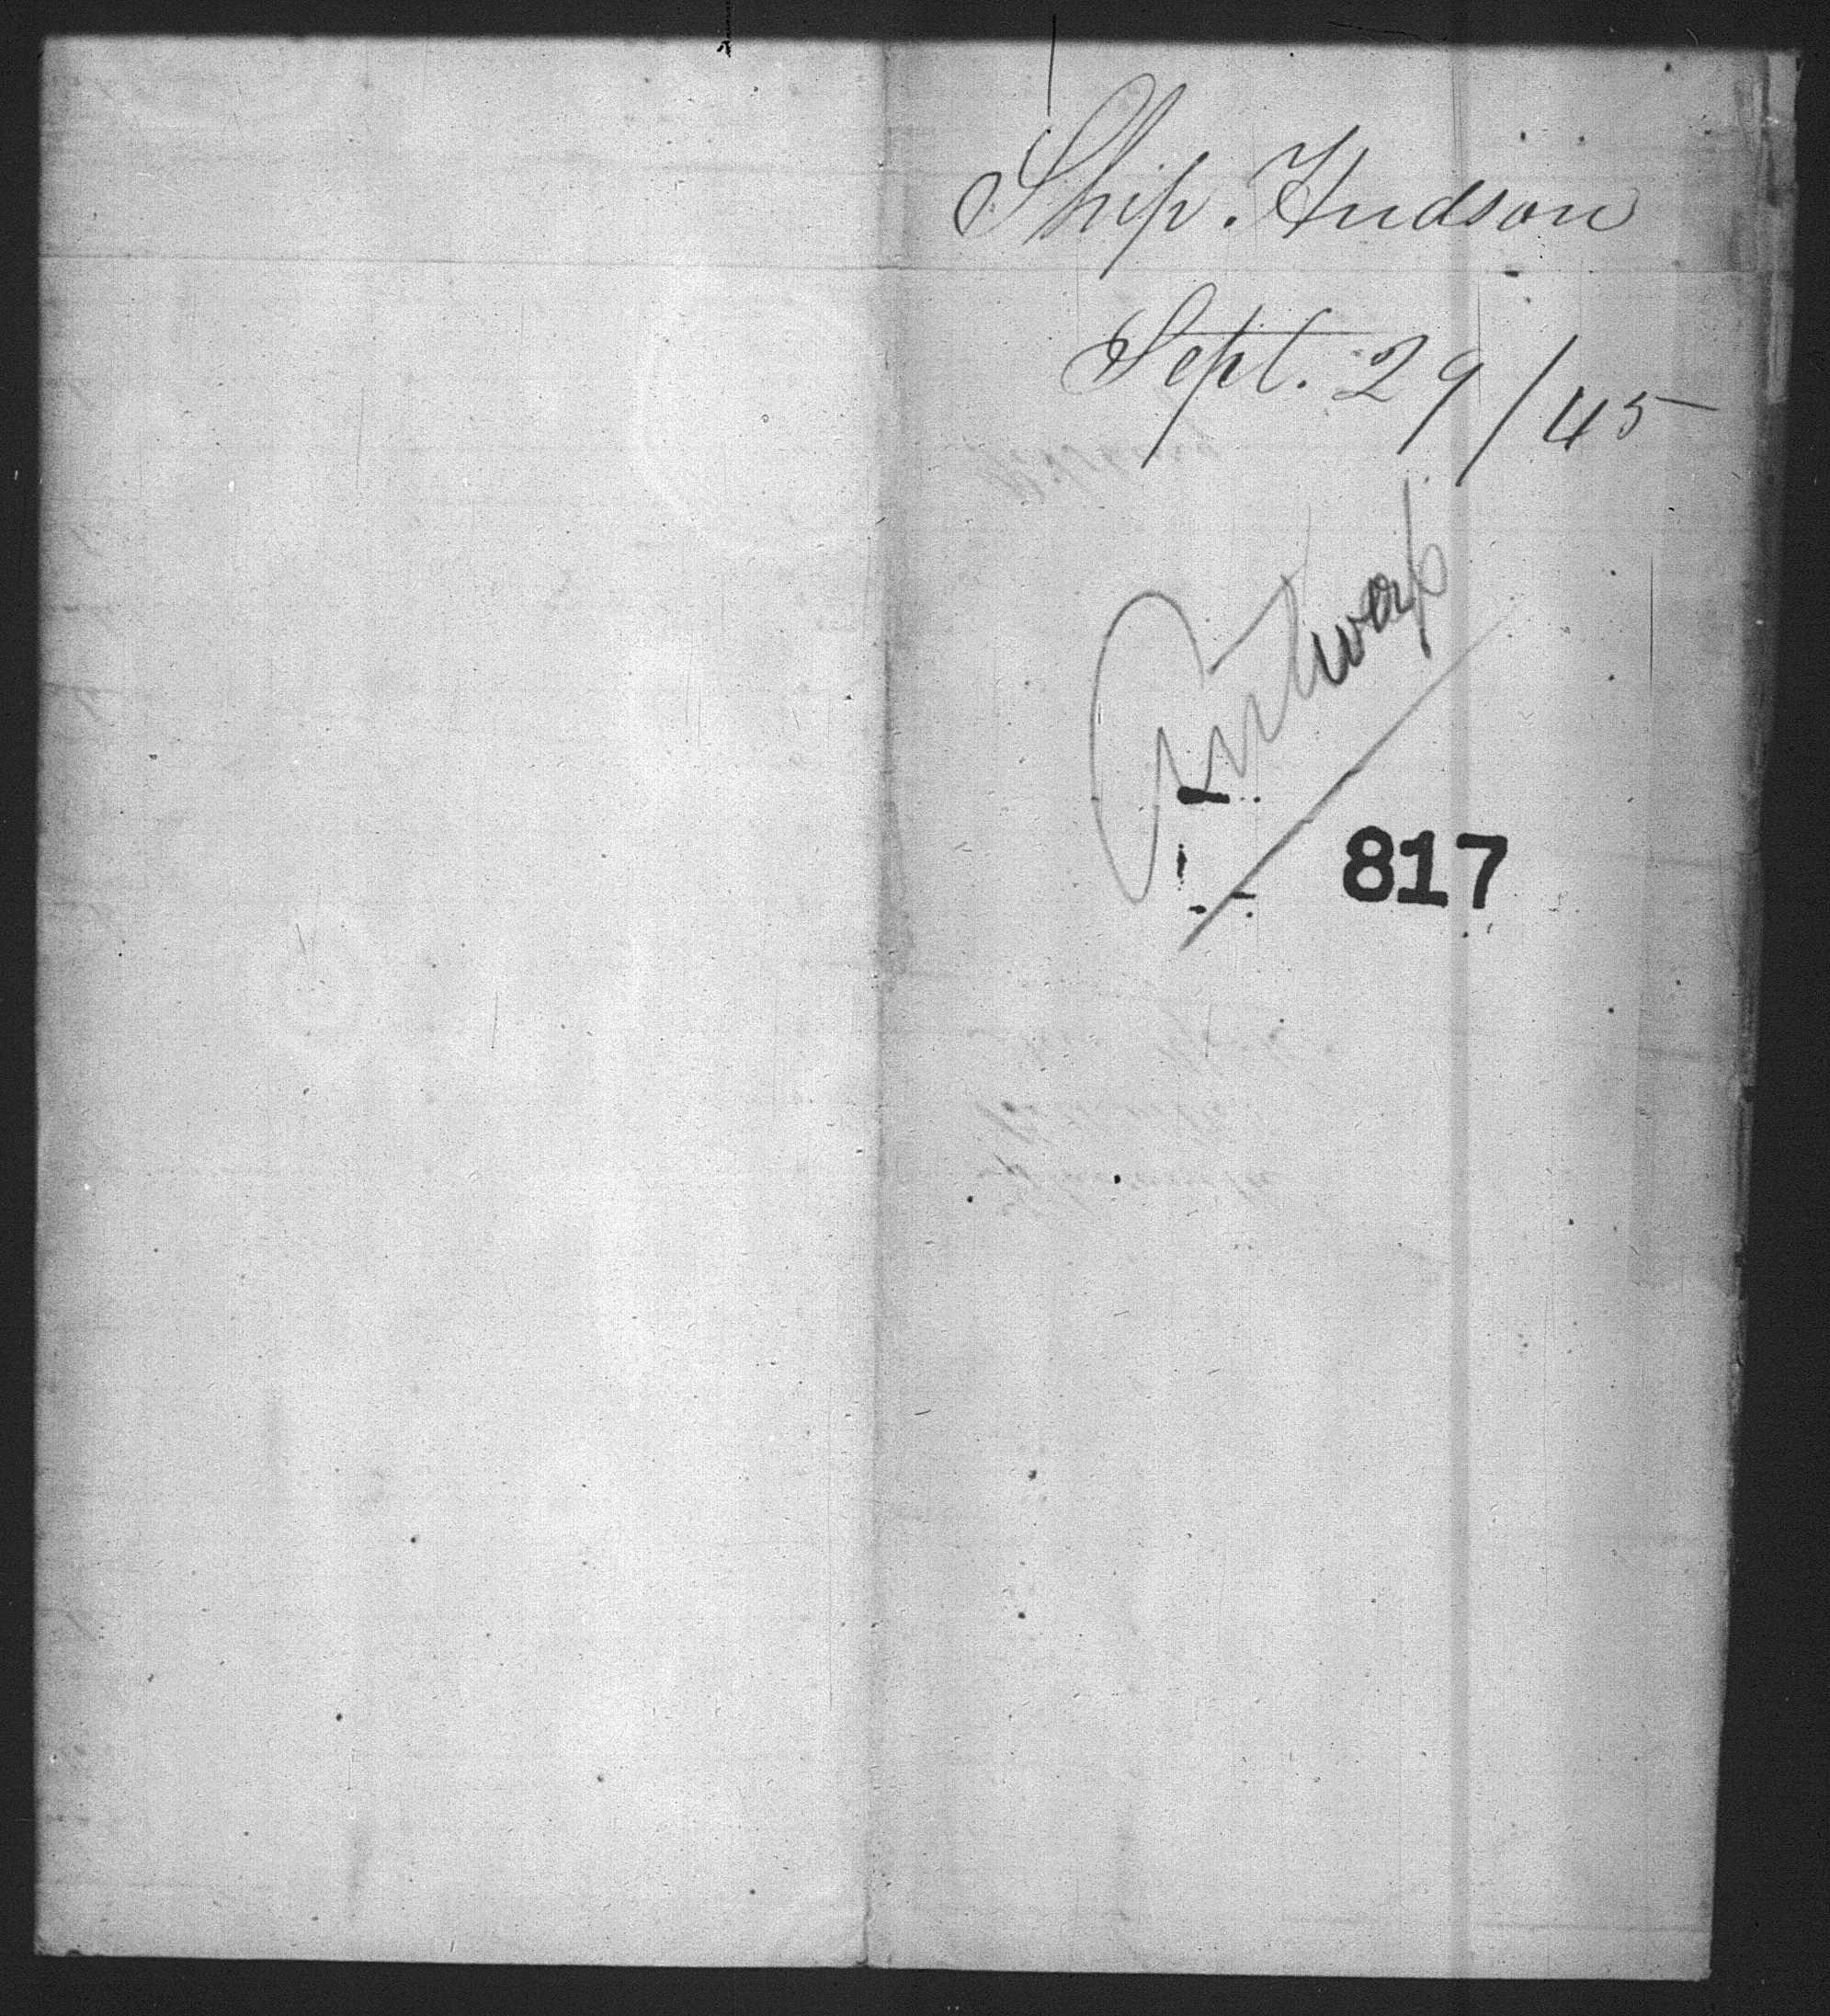 Ship. Hudson
Sept. 29/45
Antwerp
817